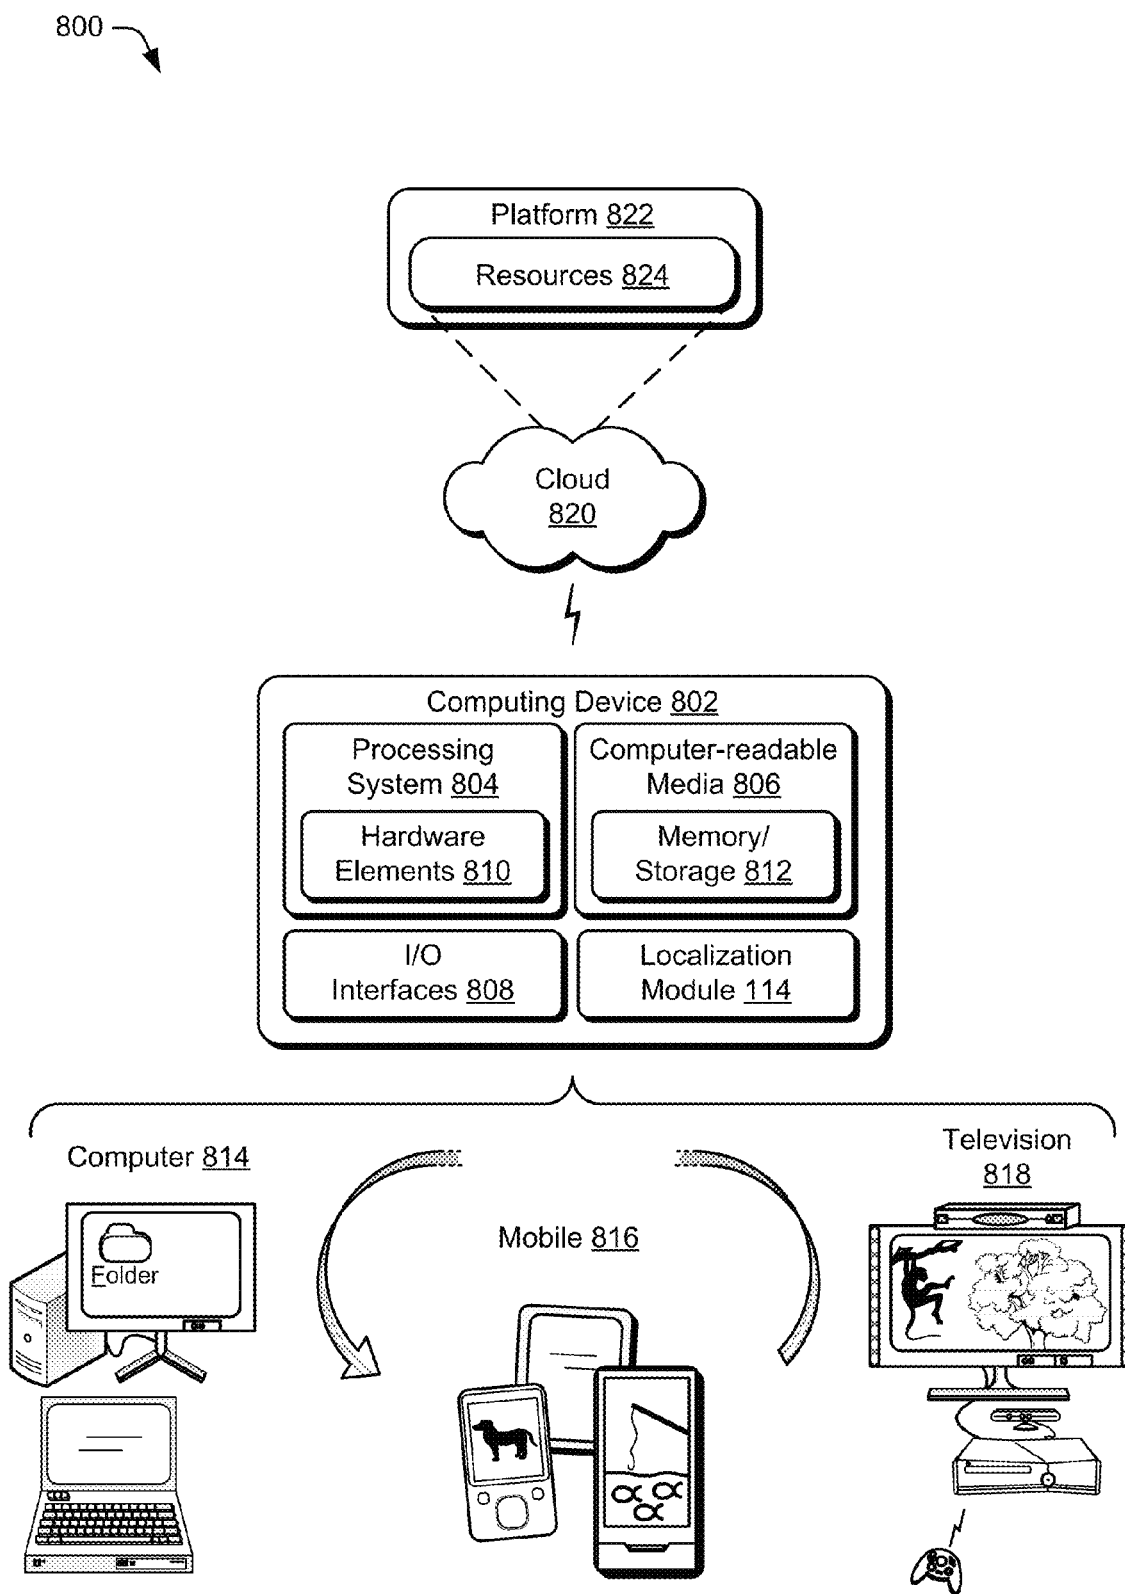 800
Platform 822
Resources 824
Cloud
820
Computing Device 802
Processing
System 804
Hardware
Elements 810
Computer-readable
Media 806
Memory/
Storage 812
I/O
Interfaces 808
Localization
Module 114
Computer 814
Folder
Mobile 816
Television
818